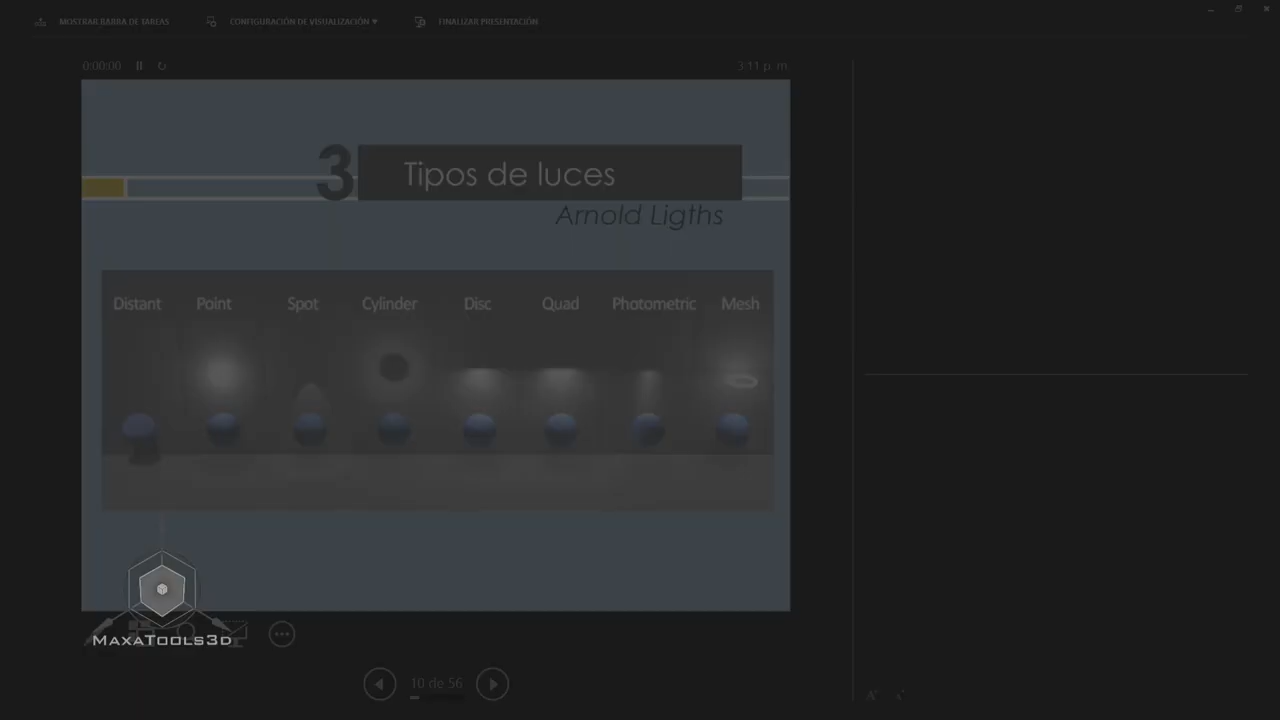 MOSTRAR BARRA DE TAREAS
CONFIGURACIÓN DE VISUALIZACIÓN
FINALIZAR PRESENTACIÓN
0:00:00
3:11 p. m.
3 Tipos de luces
Arnold Ligths
Distant Point Spot Cylinder Disc Quad Photometric Mesh
MAXATOOLS3D
10 de 56